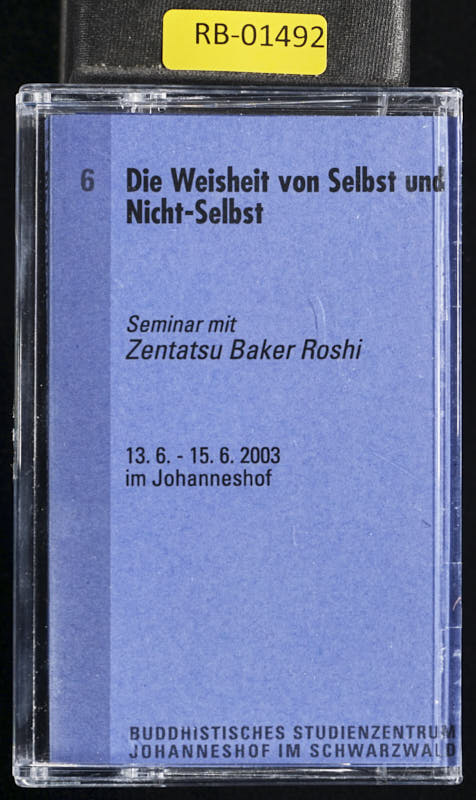 RB-01492
6 Die Weisheit von Selbst und
Nicht-Selbst
Seminar mit
Zentatsu Baker Roshi
13. 6. - 15. 6. 2003
im Johanneshof
BUDDHISTISCHES STUDIENZENTRUM
JOHANNESHOF IM SCHWARZWALD